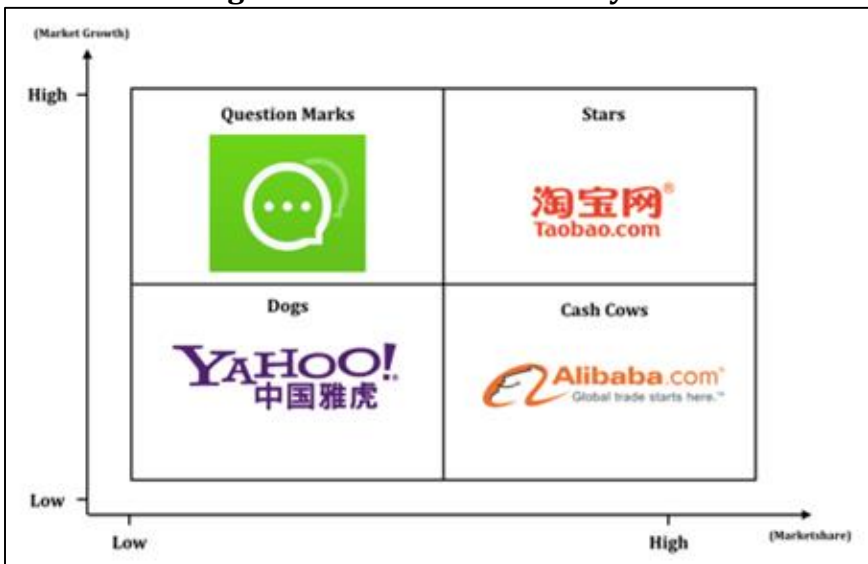 (Market Growth)
High
Question Marks
Stars
淘宝网®
Taobao.com
Dogs
Cash Cows
YAHOO!
中国雅虎
Alibaba.com®
Global trade starts here.™
Low
Low
High
(Marketshare)